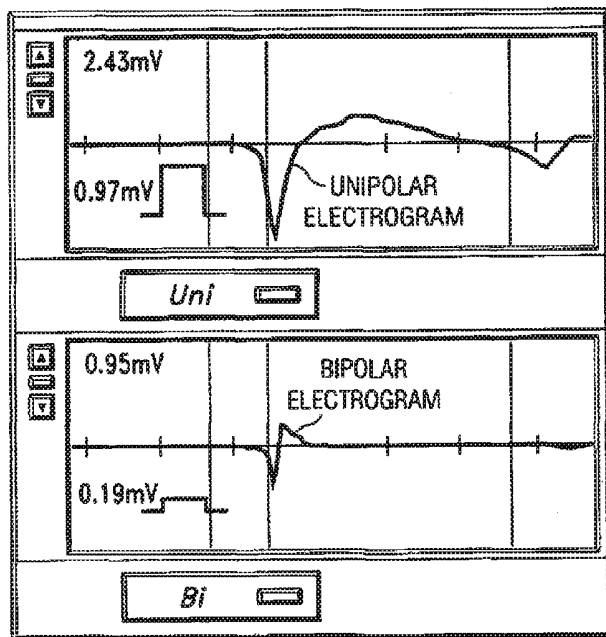 2.43mV
0.97mV
UNIPOLAR
ELECTROGRAM
Uni
0.95mV
BIPOLAR
ELECTROGRAM
0.19mV
Bi